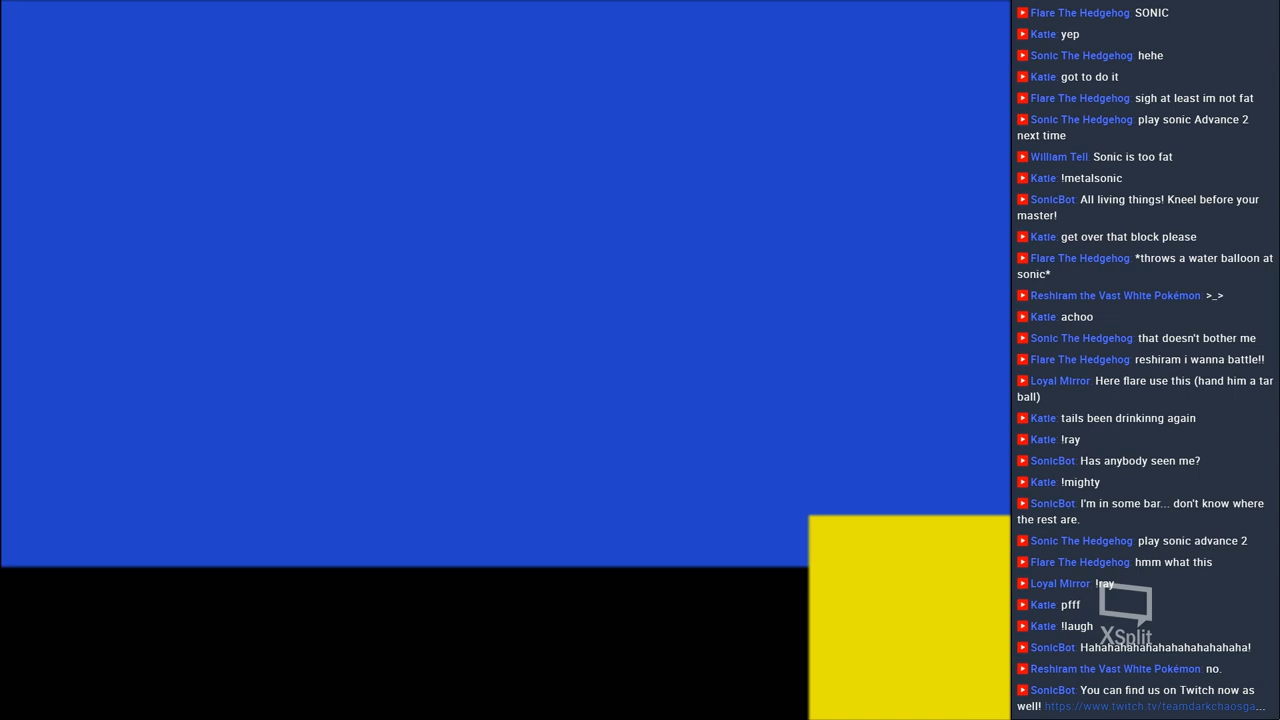 Flare The Hedgehog: SONIC
Katie: yep
Sonic The Hedgehog: hehe
Katie: got to do it
Flare The Hedgehog: sigh at least im not fat
Sonic The Hedgehog: play sonic Advance 2
next time
William Tell: Sonic is too fat
Katie: !metalsonic
SonicBot: All living things! Kneel before your
master!
Katie: get over that block please
Flare The Hedgehog: *throws a water balloon at
sonic*
Reshiram the Vast White Pokémon: >_>
Katie: achoo
Sonic The Hedgehog: that doesn't bother me
Flare The Hedgehog: reshiram i wanna battle!!
Loyal Mirror: Here flare use this (hand him a tar
ball)
Katie: tails been drinkinng again
Katie: !ray
SonicBot: Has anybody seen me?
Katie: !mighty
SonicBot: I'm in some bar... don't know where
the rest are.
Sonic The Hedgehog: play sonic advance 2
Flare The Hedgehog: hmm what this
Loyal Mirror: !ray
Katie: pfff
Katie: !laugh
XSplit
SonicBot: Hahahahahahahahahahahaha!
Reshiram the Vast White Pokémon: no.
SonicBot: You can find us on Twitch now as
well! https://www.twitch.tv/teamdarkchaosga...